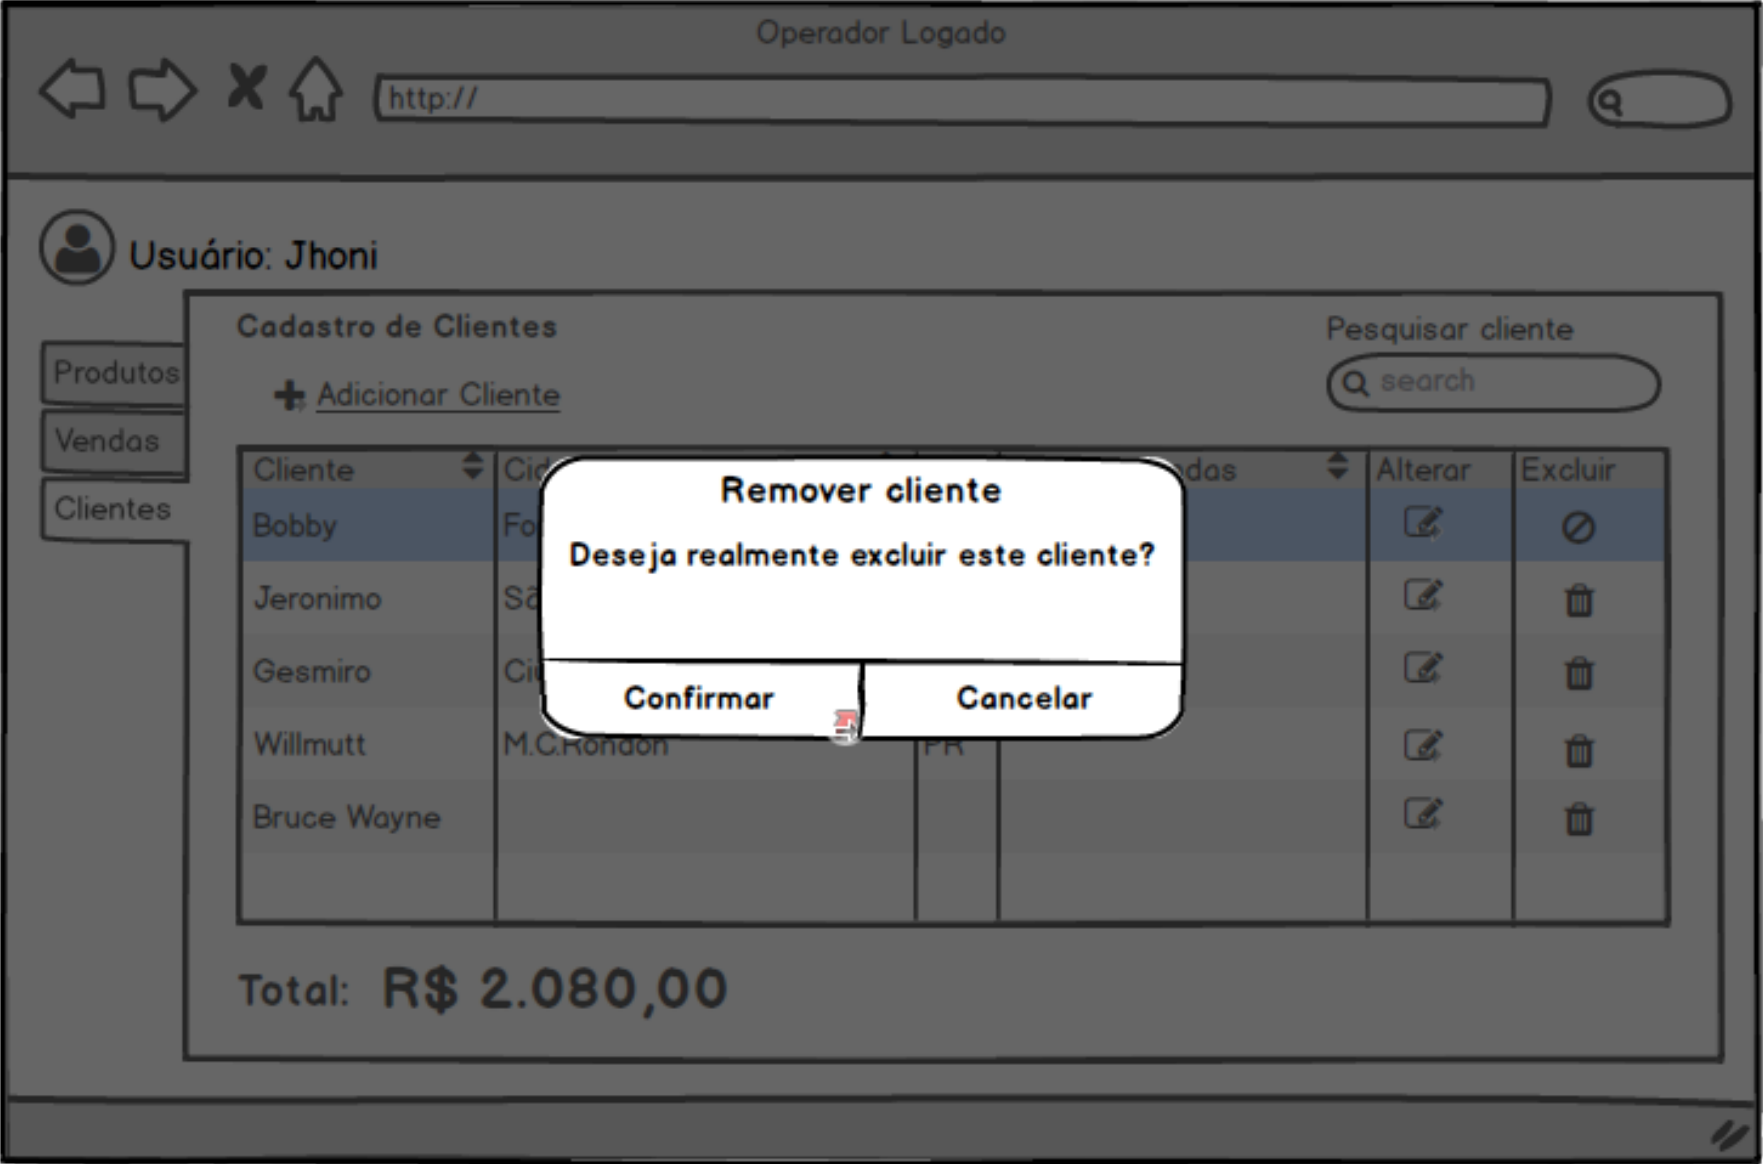 Operador Logado
http://
Usuário: Jhoni
Cadastro de Clientes
Pesquisar cliente
Adicionar Cliente
search
Produtos
Vendas
Clientes
Cliente Alterar Excluir
Bobby
Jeronimo
Gesmiro
Willmutt M.C.Rondon PR
Bruce Wayne
Remover cliente
Deseja realmente excluir este cliente?
Confirmar Cancelar
Total: R$ 2.080,00